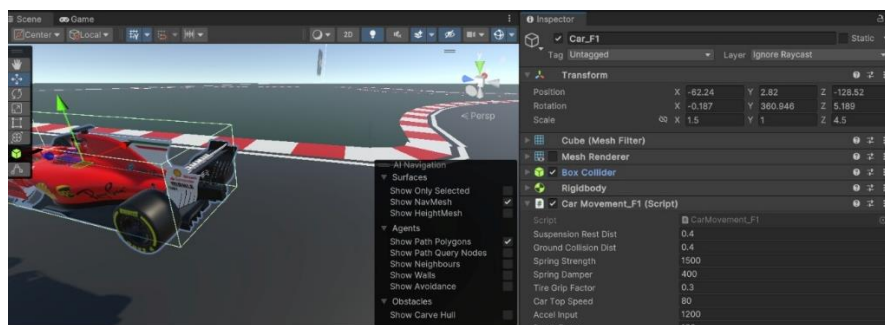 Scene Game
Center Local
2D
Persp
AI Navigation
Surfaces
Show Only Selected
Show NavMesh
Show HeightMesh
Agents
Show Path Polygons
Show Path Query Nodes
Show Neighbours
Show Walls
Show Avoidance
Obstacles
Show Carve Hull
Inspector
Car_F1 Static
Tag Untagged Layer Ignore Raycast
Transform
Position X -62.24 Y 2.82 Z -128.52
Rotation X -0.187 Y 360.946 Z 5.189
Scale X 1.5 Y 1 Z 4.5
Cube (Mesh Filter)
Mesh Renderer
Box Collider
Rigidbody
Car Movement_F1 (Script)
Script CarMovement_F1
Suspension Rest Dist 0.4
Ground Collision Dist 0.4
Spring Strength 1500
Spring Damper 400
Tire Grip Factor 0.3
Car Top Speed 80
Accel Input 1200